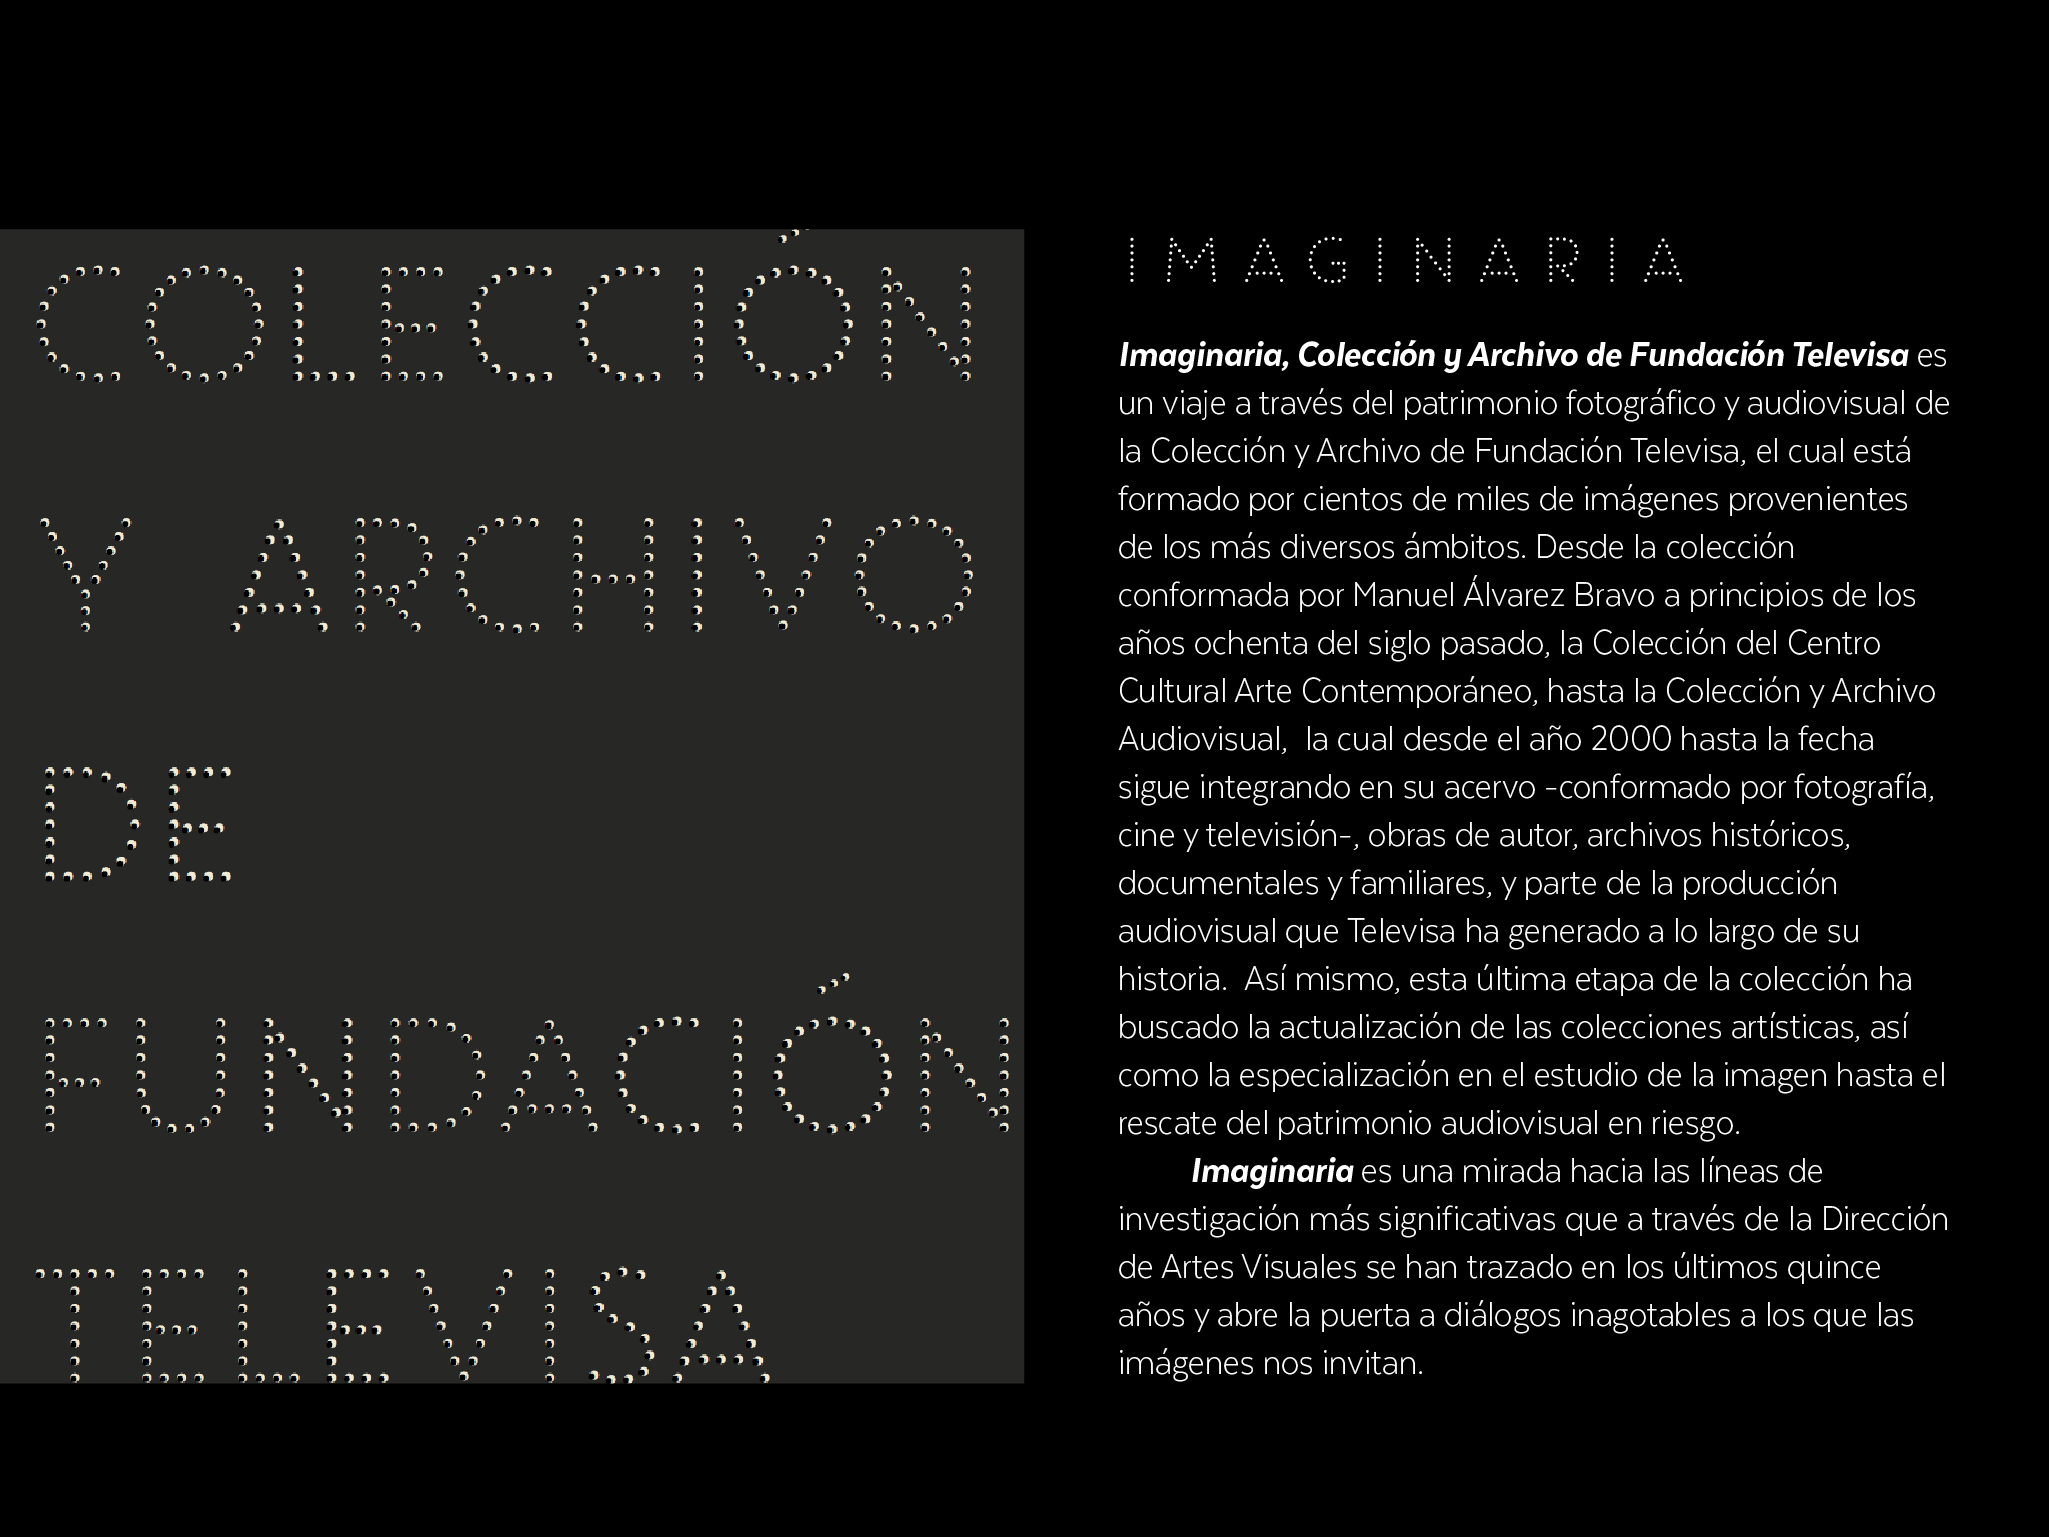 COLECCIÓN
Y ARCHIVO
DE
FUNDACIÓN
TELEVISA
IMAGINARIA
Imaginaria, Colección y Archivo de Fundación Televisa es
un viaje a través del patrimonio fotográfico y audiovisual de
la Colección y Archivo de Fundación Televisa, el cual está
formado por cientos de miles de imágenes provenientes
de los más diversos ámbitos. Desde la colección
conformada por Manuel Álvarez Bravo a principios de los
años ochenta del siglo pasado, la Colección del Centro
Cultural Arte Contemporáneo, hasta la Colección y Archivo
Audiovisual,  la cual desde el año 2000 hasta la fecha
sigue integrando en su acervo -conformado por fotografía,
cine y televisión-, obras de autor, archivos históricos,
documentales y familiares, y parte de la producción
audiovisual que Televisa ha generado a lo largo de su
historia.  Así mismo, esta última etapa de la colección ha
buscado la actualización de las colecciones artísticas, así
como la especialización en el estudio de la imagen hasta el
rescate del patrimonio audiovisual en riesgo.
Imaginaria es una mirada hacia las líneas de
investigación más significativas que a través de la Dirección
de Artes Visuales se han trazado en los últimos quince
años y abre la puerta a diálogos inagotables a los que las
imágenes nos invitan.